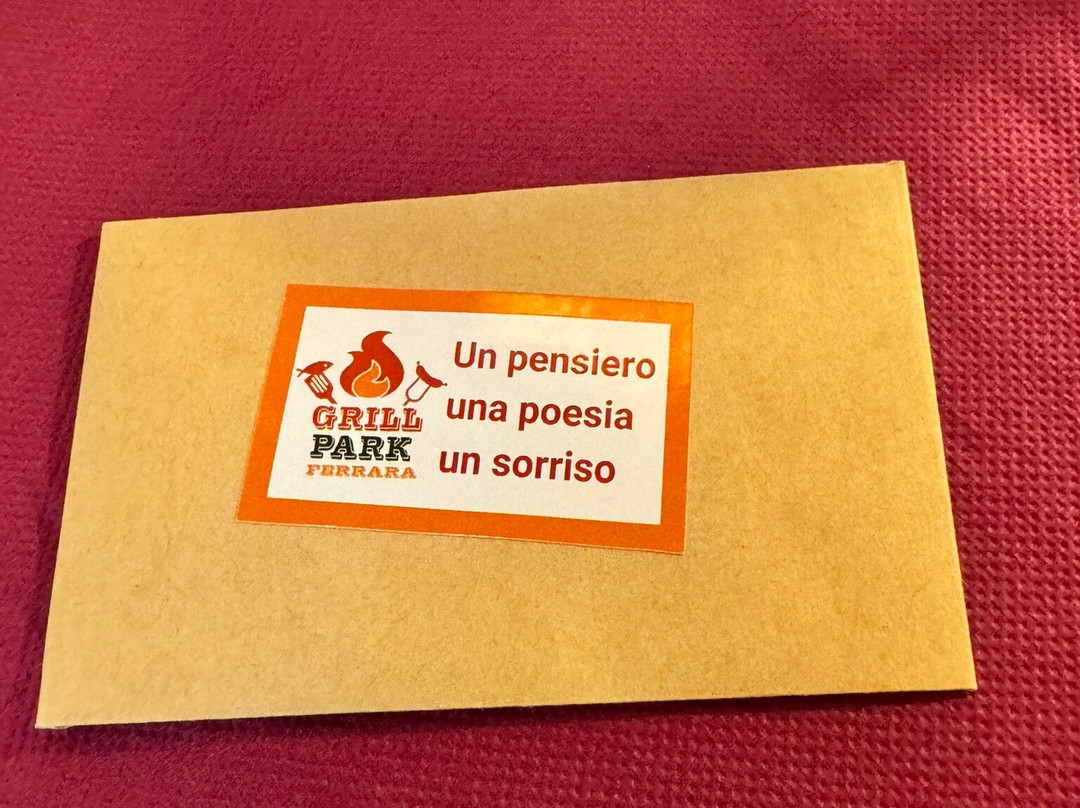 GRILL
PARK
FERRARA
Un pensiero
una poesia
un sorriso